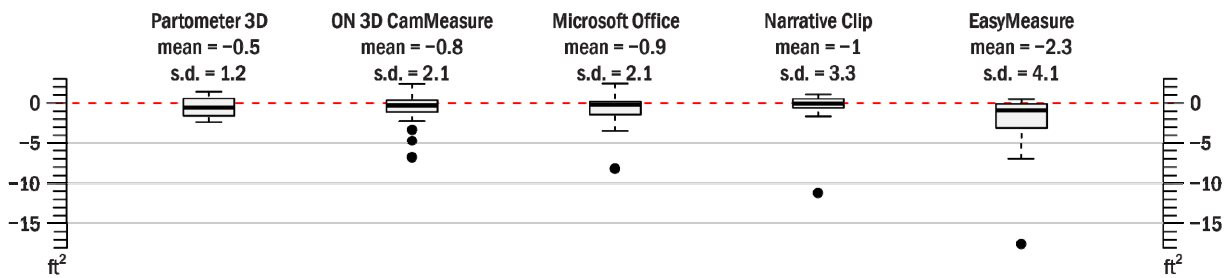 Partometer 3D
mean = −0.5
s.d. = 1.2
ON 3D CamMeasure
mean = −0.8
s.d. = 2.1
Microsoft Office
mean = −0.9
s.d. = 2.1
Narrative Clip
mean = −1
s.d. = 3.3
EasyMeasure
mean = −2.3
s.d. = 4.1
0
−5
−10
−15
ft²
0
−5
−10
−15
ft²